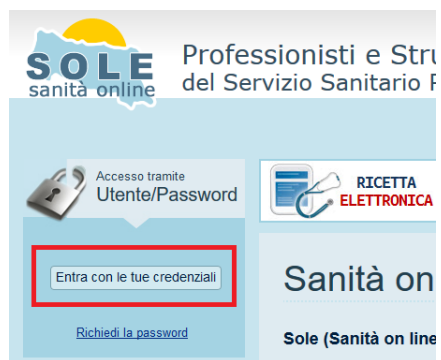 SOLE
sanità online
Professionisti e
del Servizio Sanitario
Accesso tramite
Utente/Password
RICETTA
ELETTRONICA
Entra con le tue credenziali
Sanità on
Richiedi la password
Sole (Sanità on line